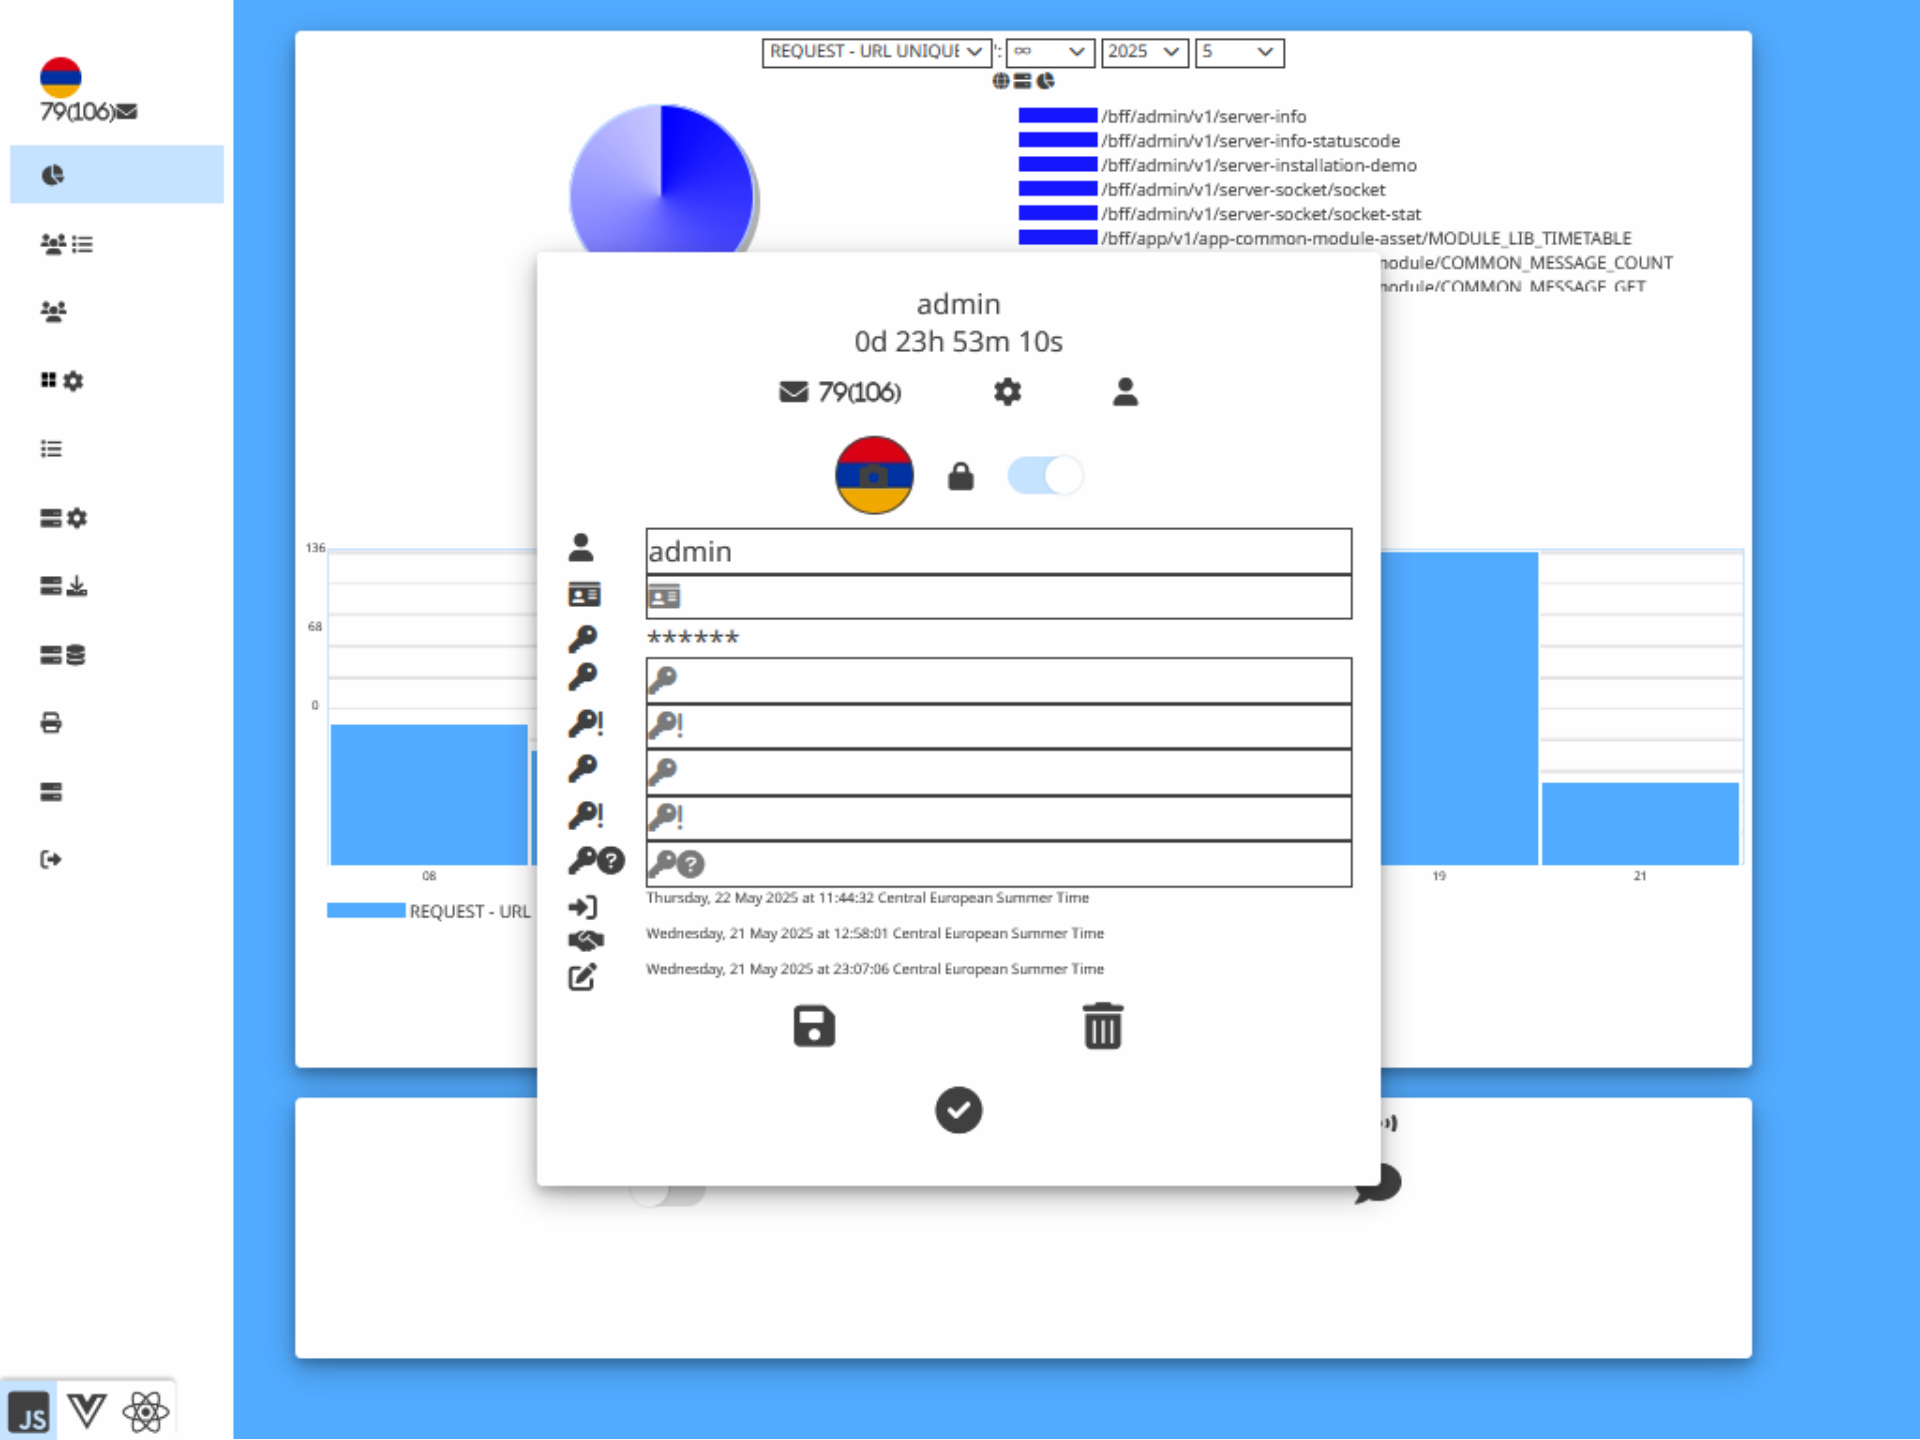 79(106)
REQUEST - URL UNIQUE ': ∞ 2025 5
/bff/admin/v1/server-info
/bff/admin/v1/server-info-statuscode
/bff/admin/v1/server-installation-demo
/bff/admin/v1/server-socket/socket
/bff/admin/v1/server-socket/socket-stat
/bff/app/v1/app-common-module-asset/MODULE_LIB_TIMETABLE
module/COMMON_MESSAGE_COUNT
module/COMMON_MESSAGE_GET
admin
0d 23h 53m 10s
79(106)
admin
******
!
!
!
!
?
?
Thursday, 22 May 2025 at 11:44:32 Central European Summer Time
Wednesday, 21 May 2025 at 12:58:01 Central European Summer Time
Wednesday, 21 May 2025 at 23:07:06 Central European Summer Time
136
68
0
08
19
21
REQUEST - URL
JS